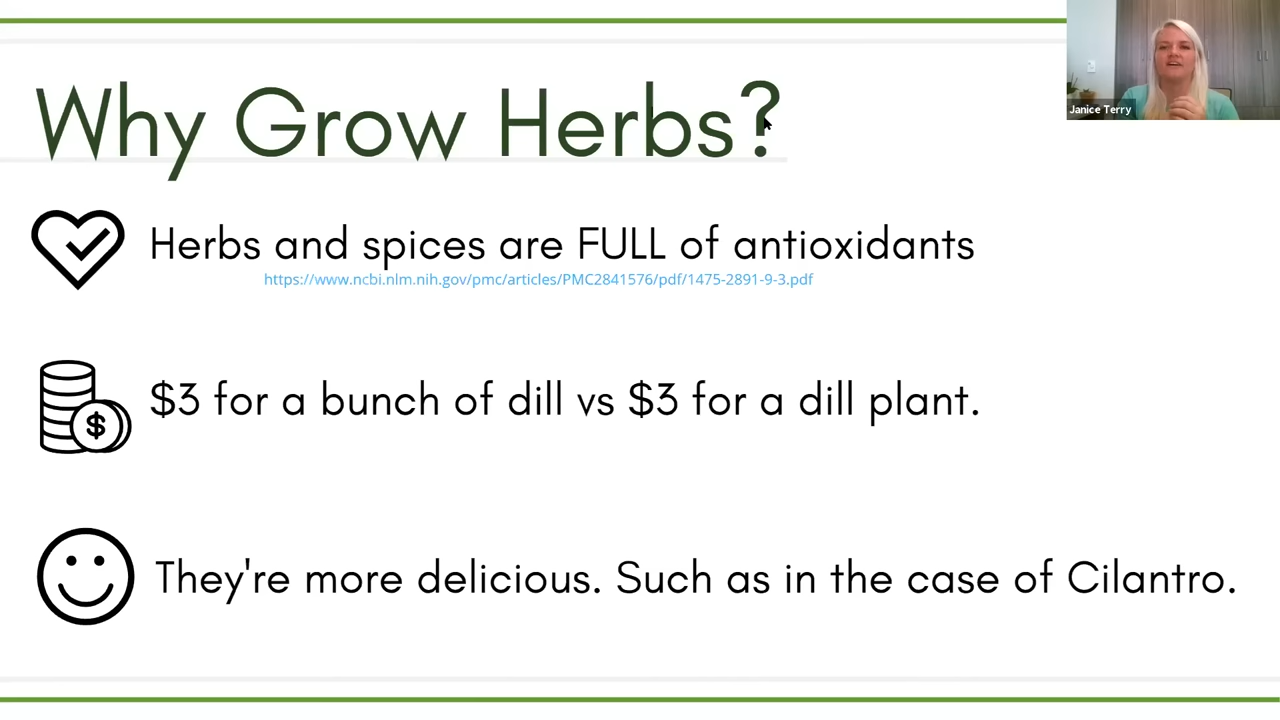 Why Grow Herbs?
Janice Terry
Herbs and spices are FULL of antioxidants
https://www.ncbi.nlm.nih.gov/pmc/articles/PMC2841576/pdf/1475-2891-9-3.pdf
$
$3 for a bunch of dill vs $3 for a dill plant.
They're more delicious. Such as in the case of Cilantro.